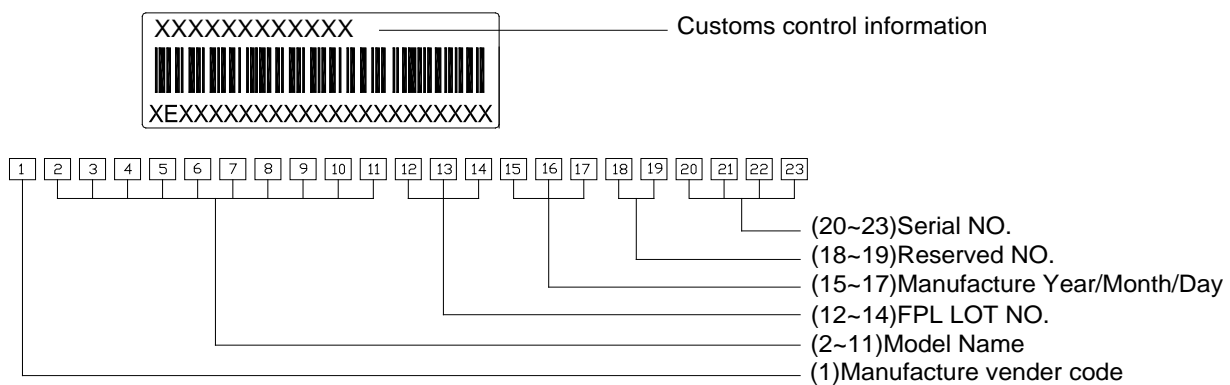 XXXXXXXXXXXXX
Customs control information
XEXXXXXXXXXXXXXXXXXXXXX
1 2 3 4 5 6 7 8 9 10 11 12 13 14 15 16 17 18 19 20 21 22 23
(20~23)Serial NO.
(18~19)Reserved NO.
(15~17)Manufacture Year/Month/Day
(12~14)FPL LOT NO.
(2~11)Model Name
(1)Manufacture vender code